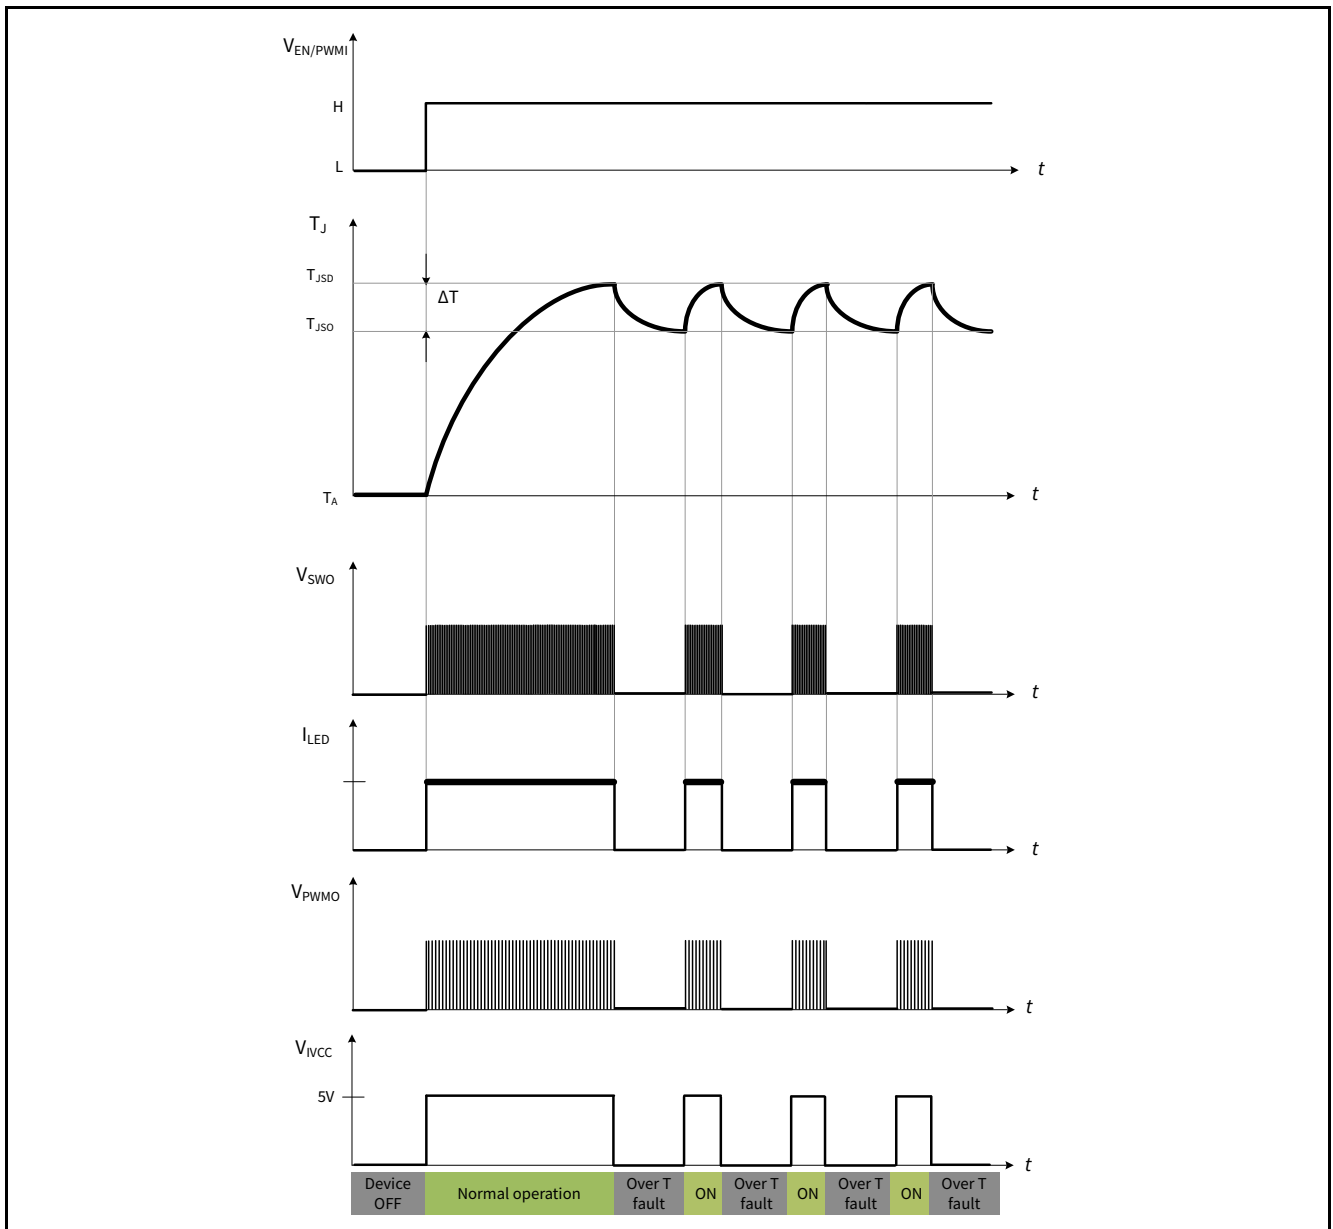 VEN/PWMI
H
L
t
TJ
TJSD
ΔT
TJSO
TA
t
VSWO
t
ILED
t
VPWMO
t
VIVCC
5V
t
Device OFF
Normal operation
Over T fault
ON
Over T fault
ON
Over T fault
ON
Over T fault